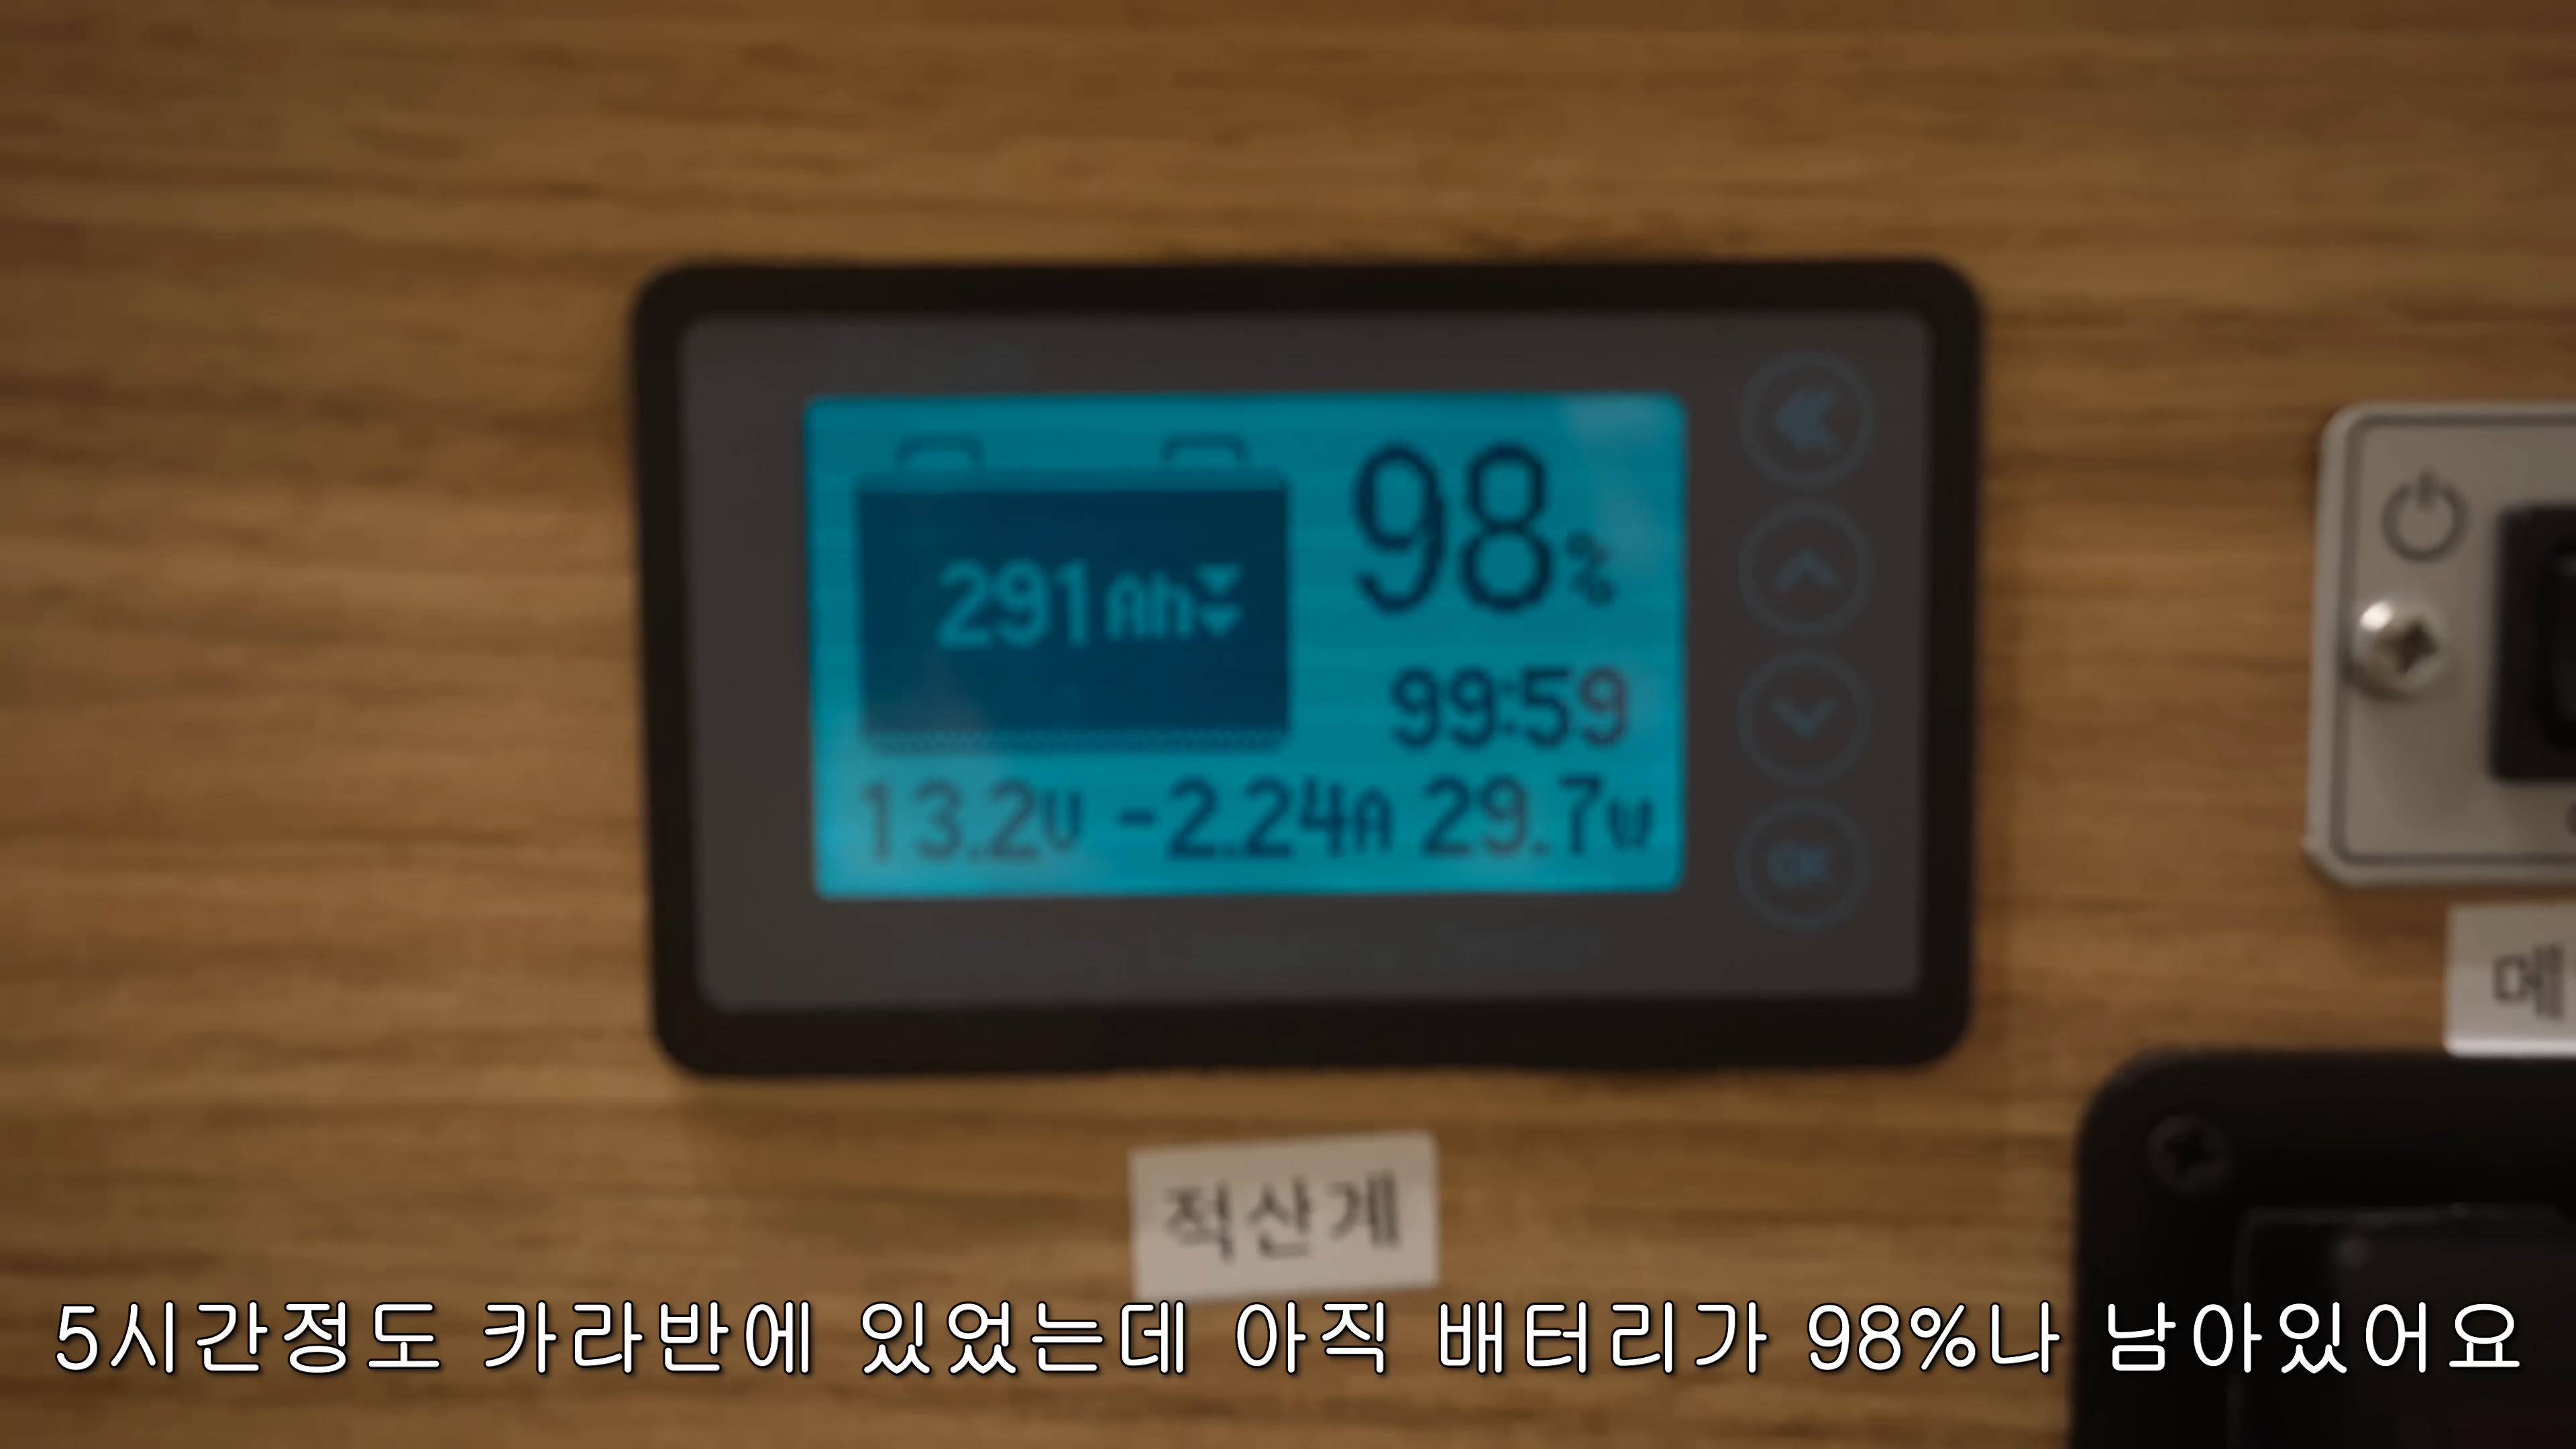 98%
291Ah
99:59
13.2V -2.24A 29.7W
OK
메
적산계
5시간정도 카라반에 있었는데 아직 배터리가 98%나 남아있어요